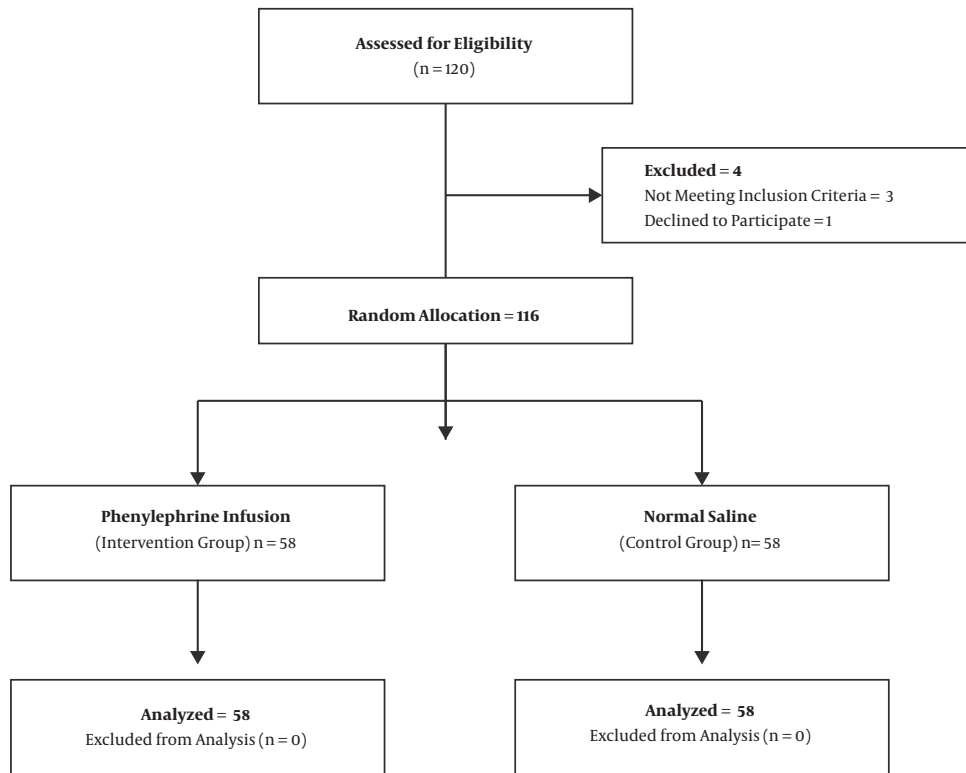 Assessed for Eligibility
(n = 120)
Excluded = 4
Not Meeting Inclusion Criteria = 3
Declined to Participate =1
Random Allocation = 116
Phenylephrine Infusion
(Intervention Group) n = 58
Normal Saline
(Control Group) n= 58
Analyzed = 58
Excluded from Analysis (n = 0)
Analyzed = 58
Excluded from Analysis (n = 0)